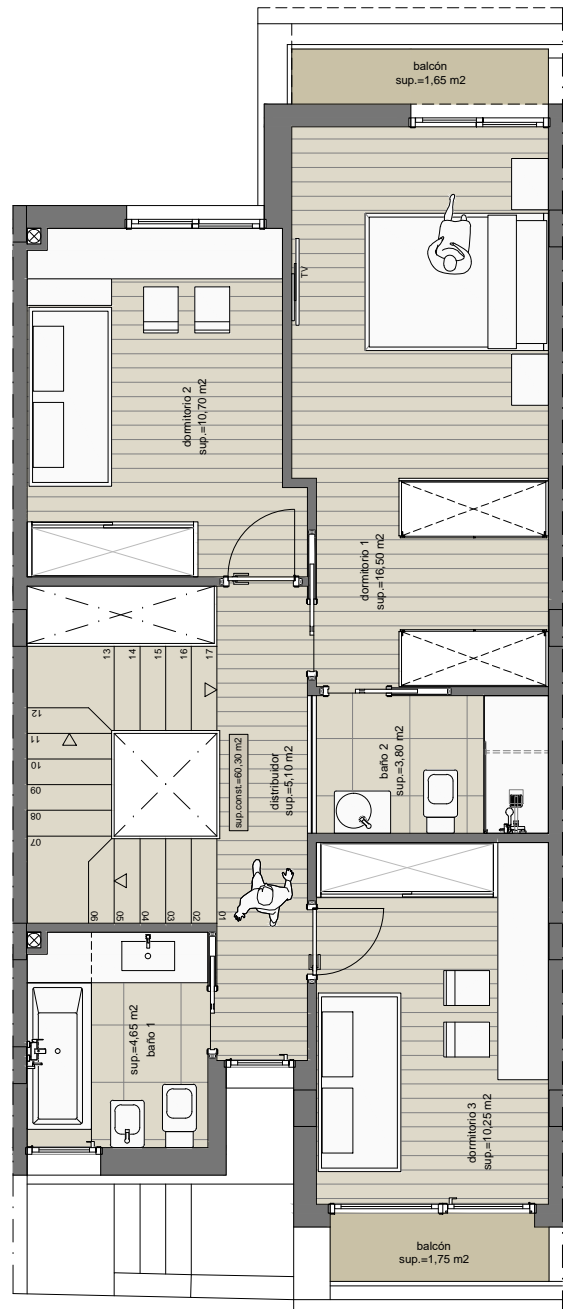 balcón
sup.=1,65 m2
TV
dormitorio 2
sup.=10,70 m2
dormitorio 1
sup.=16,50 m2
13
14
15
16
17
12
11
10
09
08
07
06
05
04
03
02
01
sup.const.=60,30 m2
distribuidor
sup.=5,10 m2
baño 2
sup.=3,80 m2
sup.=4,65 m2
baño 1
dormitorio 3
sup.=10,25 m2
balcón
sup.=1,75 m2